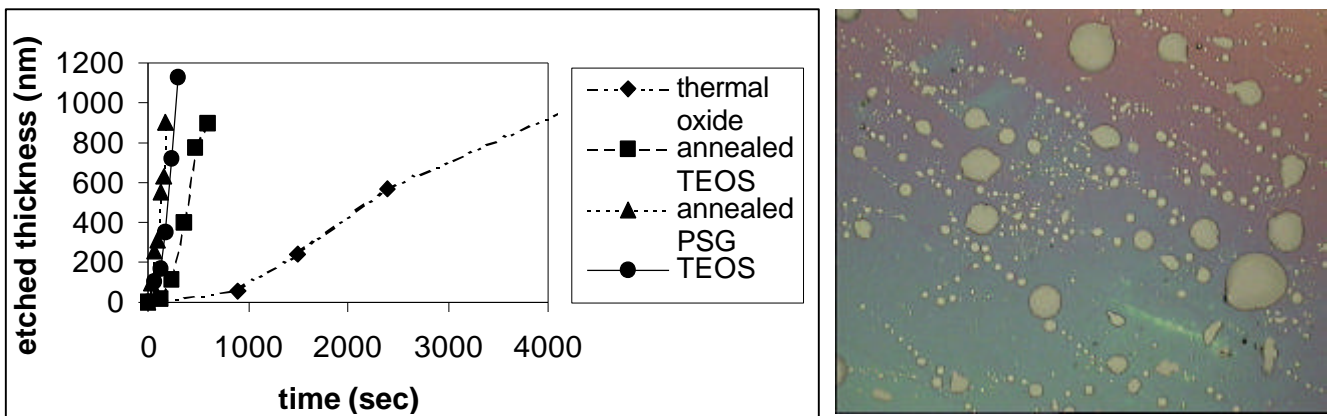 etched thickness (nm)
1200
1000
800
600
400
200
0
0 1000 2000 3000 4000
time (sec)
thermal
oxide
annealed
TEOS
annealed
PSG
TEOS